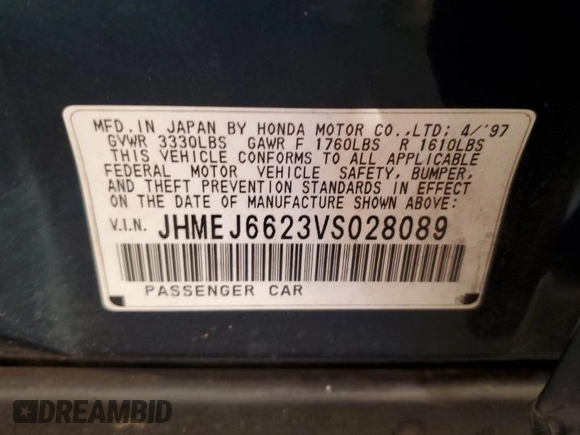 MFD. IN JAPAN BY HONDA MOTOR CO.,LTD: 4/'97
GVWR 3330LBS GAWR F 1760LBS R 1610LBS
THIS VEHICLE CONFORMS TO ALL APPLICABLE
FEDERAL MOTOR VEHICLE SAFETY, BUMPER,
AND THEFT PREVENTION STANDARDS IN EFFECT
ON THE DATE OF MANUFACTURE SHOWN ABOVE:
V.I.N. JHMEJ6623VS028089
PASSENGER CAR
DREAMBID